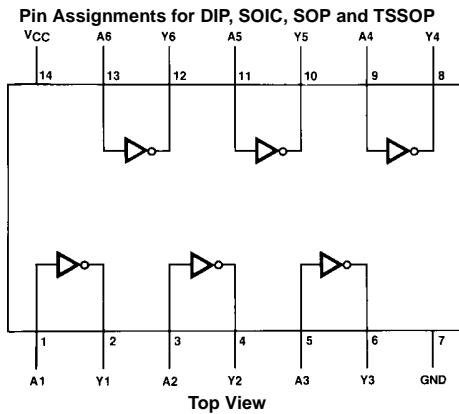 Pin Assignments for DIP, SOIC, SOP and TSSOP
VCC A6 Y6 A5 Y5 A4 Y4
14 13 12 11 10 9 8
1 2 3 4 5 6 7
A1 Y1 A2 Y2 A3 Y3 GND
Top View